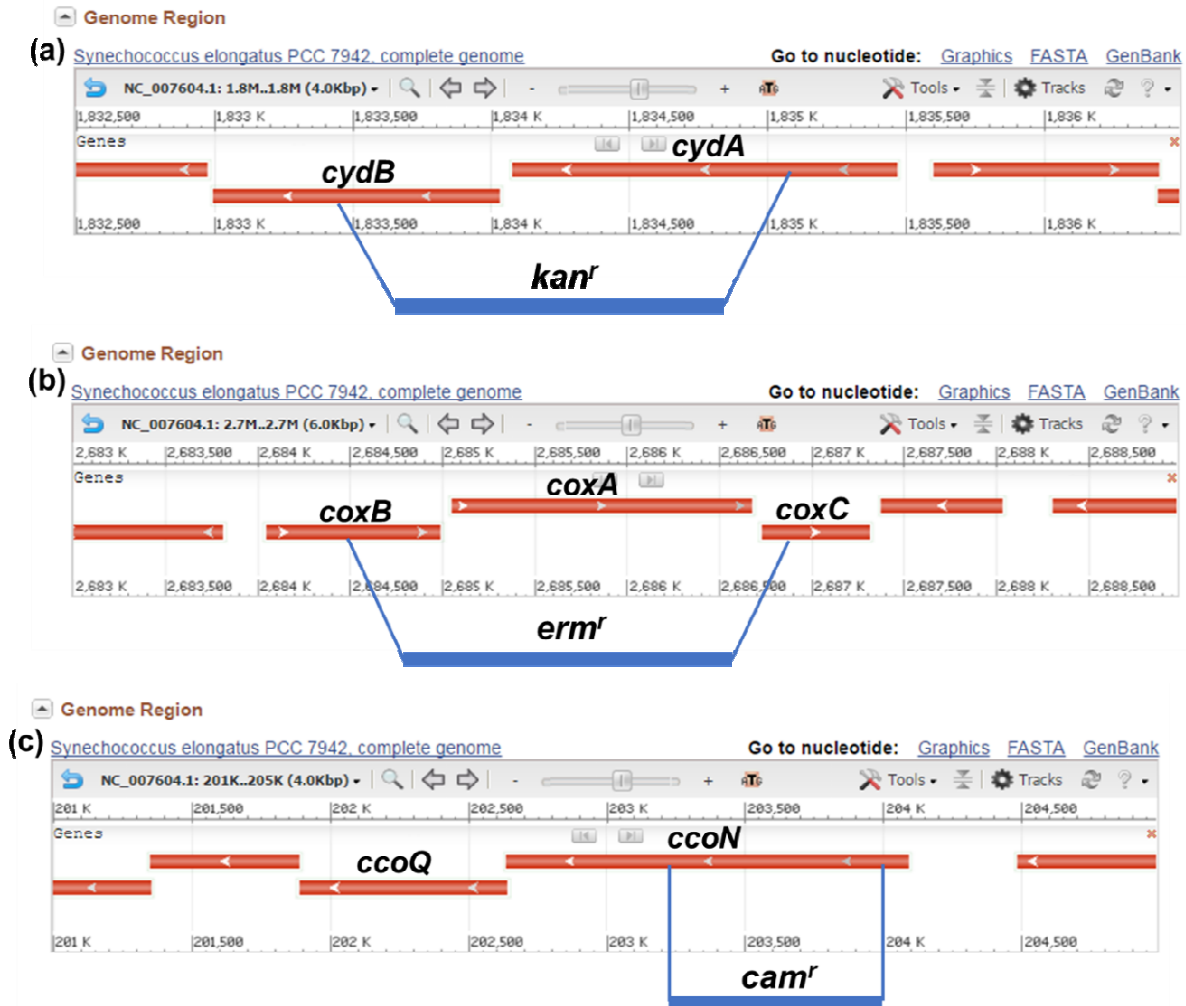 Genome Region
(a) Synechococcus elongatus PCC 7942, complete genome Go to nucleotide: Graphics FASTA GenBank
NC_007604.1: 1.8M..1.8M (4.0Kbp) - + ATG Tools Tracks ?
1,832,500 1,833 K 1,833,500 1,834 K 1,834,500 1,835 K 1,835,500 1,836 K
Genes
cydB cydA
1,832,500 1,833 K 1,833,500 1,834 K 1,834,500 1,835 K 1,835,500 1,836 K
kanr
Genome Region
(b) Synechococcus elongatus PCC 7942, complete genome Go to nucleotide: Graphics FASTA GenBank
NC_007604.1: 2.7M..2.7M (6.0Kbp) - + ATG Tools Tracks ?
2,683 K 2,683,500 2,684 K 2,684,500 2,685 K 2,685,500 2,686 K 2,686,500 2,687 K 2,687,500 2,688 K 2,688,500
Genes
coxB coxA coxC
2,683 K 2,683,500 2,684 K 2,684,500 2,685 K 2,685,500 2,686 K 2,686,500 2,687 K 2,687,500 2,688 K 2,688,500
ermr
Genome Region
(c) Synechococcus elongatus PCC 7942, complete genome Go to nucleotide: Graphics FASTA GenBank
NC_007604.1: 201K..205K (4.0Kbp) - + ATG Tools Tracks ?
201 K 201,500 202 K 202,500 203 K 203,500 204 K 204,500
Genes
ccoQ ccoN
201 K 201,500 202 K 202,500 203 K 203,500 204 K 204,500
camr